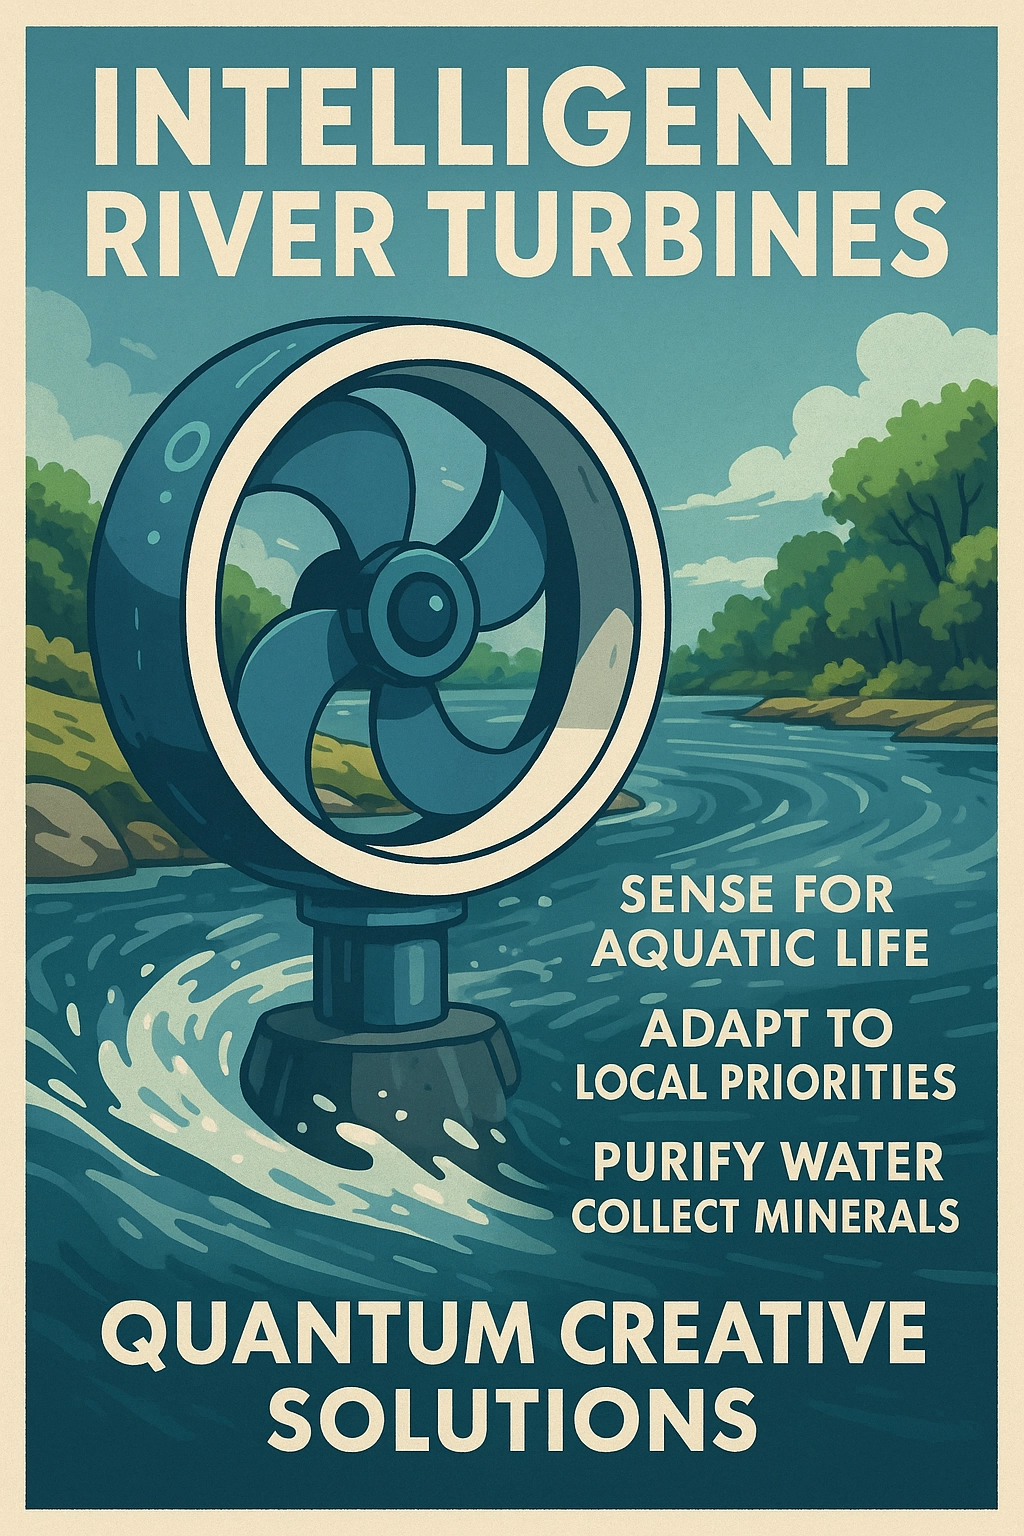 INTELLIGENT
RIVER TURBINES
SENSE FOR
AQUATIC LIFE
ADAPT TO
LOCAL PRIORITIES
PURIFY WATER
COLLECT MINERALS
QUANTUM CREATIVE
SOLUTIONS